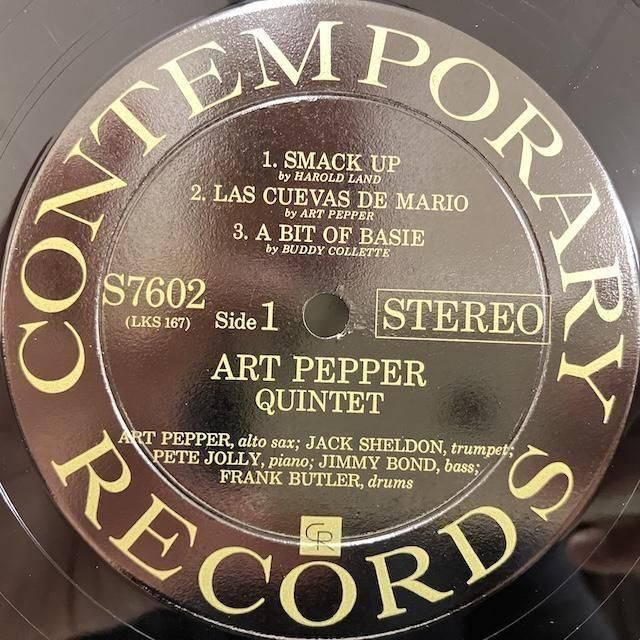 CONTEMPORARY RECORDS
1. SMACK UP
by HAROLD LAND
2. LAS CUEVAS DE MARIO
by ART PEPPER
3. A BIT OF BASIE
by BUDDY COLLETTE
S7602
(LKS 167)
Side 1
STEREO
ART PEPPER
QUINTET
ART PEPPER, alto sax; JACK SHELDON, trumpet;
PETE JOLLY, piano; JIMMY BOND, bass;
FRANK BUTLER, drums
CR